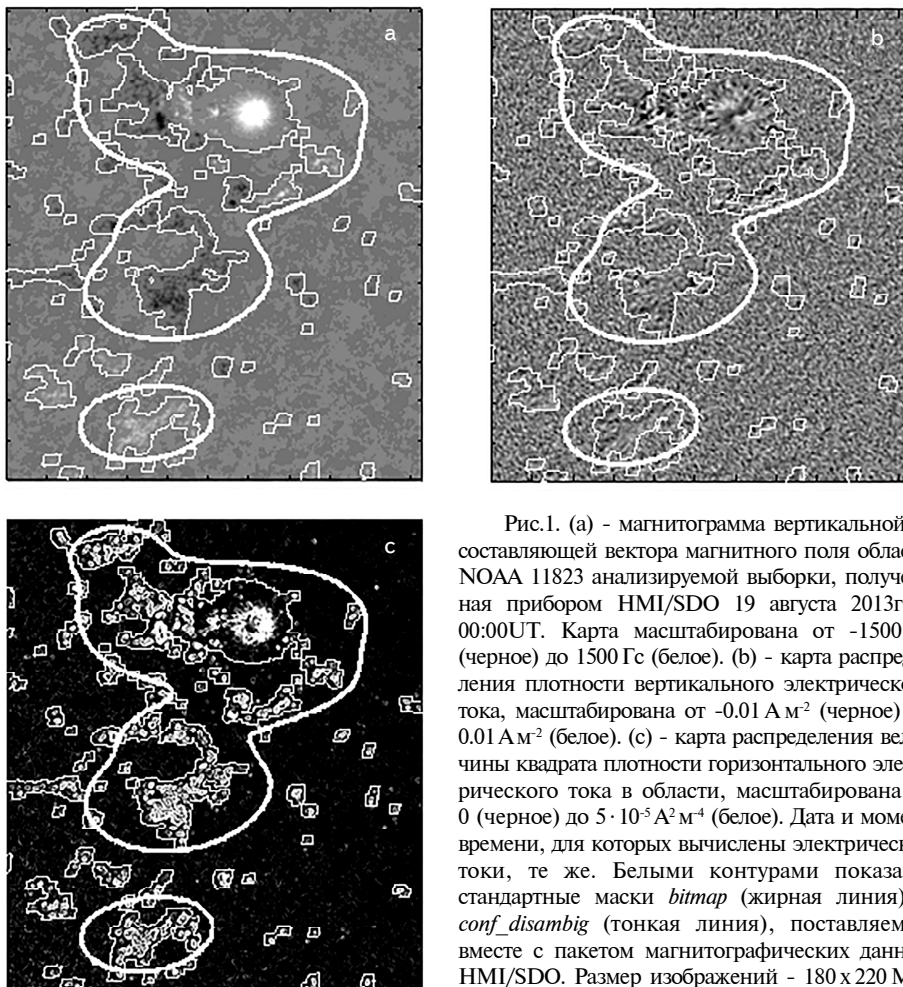 a
b
c
Рис.1. (a) - магнитограмма вертикальной
составляющей вектора магнитного поля облас
NOAA 11823 анализируемой выборки, получе
ная прибором HMI/SDO 19 августа 2013г
00:00UT. Карта масштабирована от -1500
(черное) до 1500 Гс (белое). (b) - карта распред
ления плотности вертикального электрическо
тока, масштабирована от -0.01 А м⁻² (черное)
0.01 А м⁻² (белое). (c) - карта распределения вел
чины квадрата плотности горизонтального элек
рического тока в области, масштабирована
0 (черное) до 5 · 10⁻⁵ А² м⁻⁴ (белое). Дата и моме
времени, для которых вычислены электрическ
токи, те же. Белыми контурами показа
стандартные маски bitmap (жирная линия)
conf_disambig (тонкая линия), поставляем
вместе с пакетом магнитографических данн
HMI/SDO. Размер изображений - 180 x 220 М